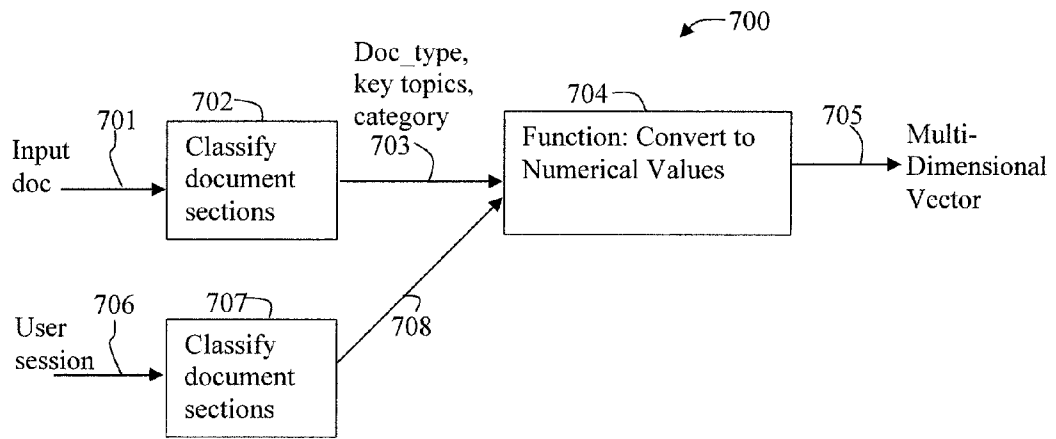 700
Doc_type,
key topics,
category
703
702
701
Input
doc
Classify
document
sections
704
Function: Convert to
Numerical Values
705
Multi-
Dimensional
Vector
706
User
session
707
Classify
document
sections
708